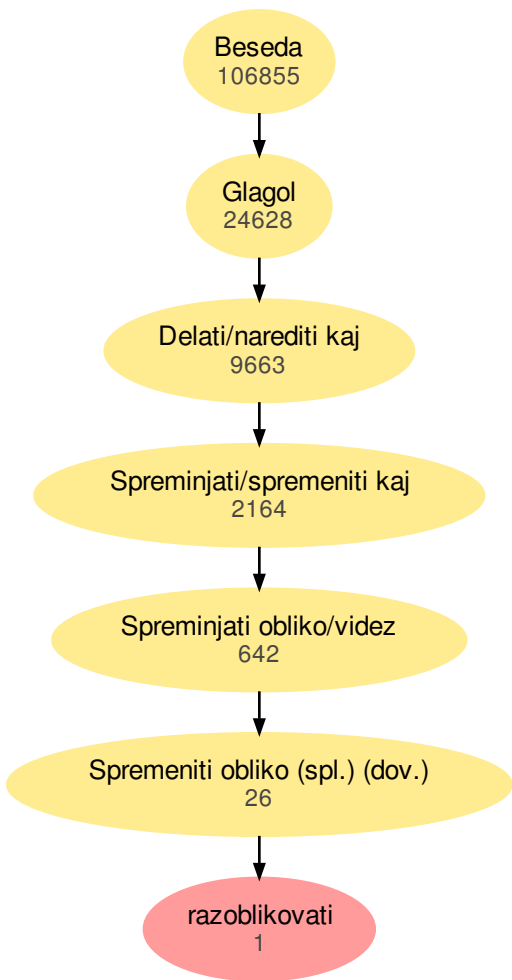 Beseda
106855
Glagol
24628
Delati/narediti kaj
9663
Spreminjati/spremeniti kaj
2164
Spreminjati obliko/videz
642
Spremeniti obliko (spl.) (dov.)
26
razoblikovati
1